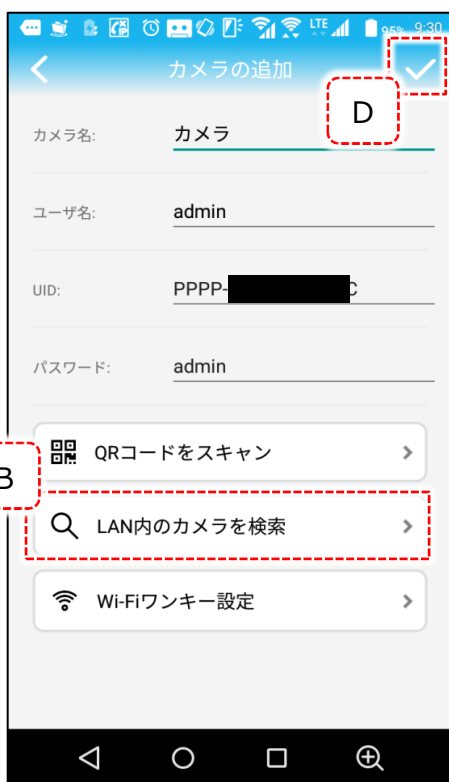 LTE 95% 9:30
カメラの追加
D
カメラ名: カメラ
ユーザ名: admin
UID: PPPP- C
パスワード: admin
QRコードをスキャン
B
LAN内のカメラを検索
Wi-Fiワンキー設定